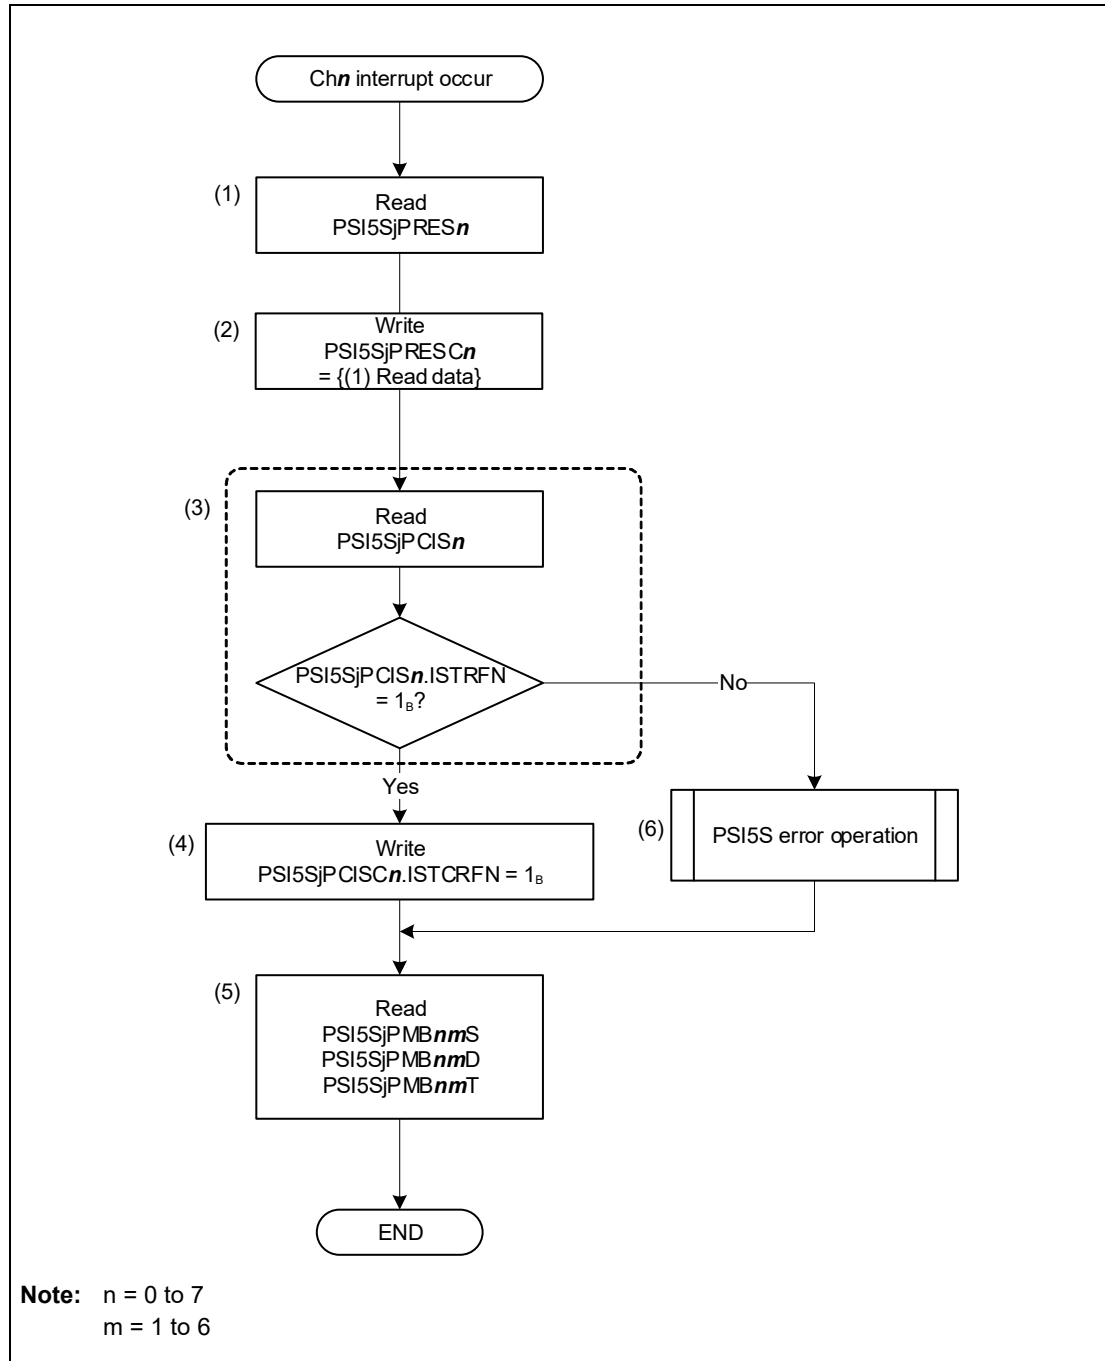 Chn interrupt occur
(1)
Read
PSI5SjPRESn
(2)
Write
PSI5SjPRESCn
= {(1) Read data}
(3)
Read
PSI5SjPCISn
PSI5SjPCISn.ISTRFN
= 1B?
No
Yes
(4)
Write
PSI5SjPCISCn.ISTCRFN = 1B
(6)
PSI5S error operation
(5)
Read
PSI5SjPMBnmS
PSI5SjPMBnmD
PSI5SjPMBnmT
END
Note: n = 0 to 7
m = 1 to 6